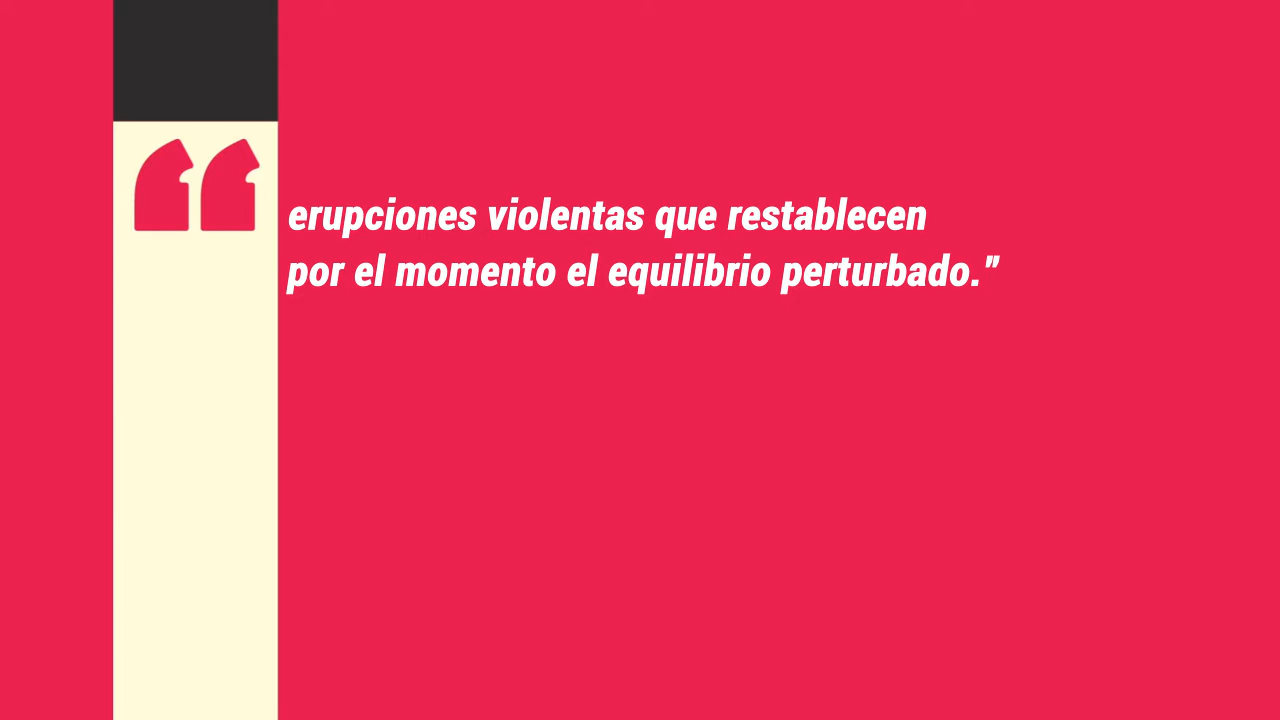 erupciones violentas que restablecen
por el momento el equilibrio perturbado.”